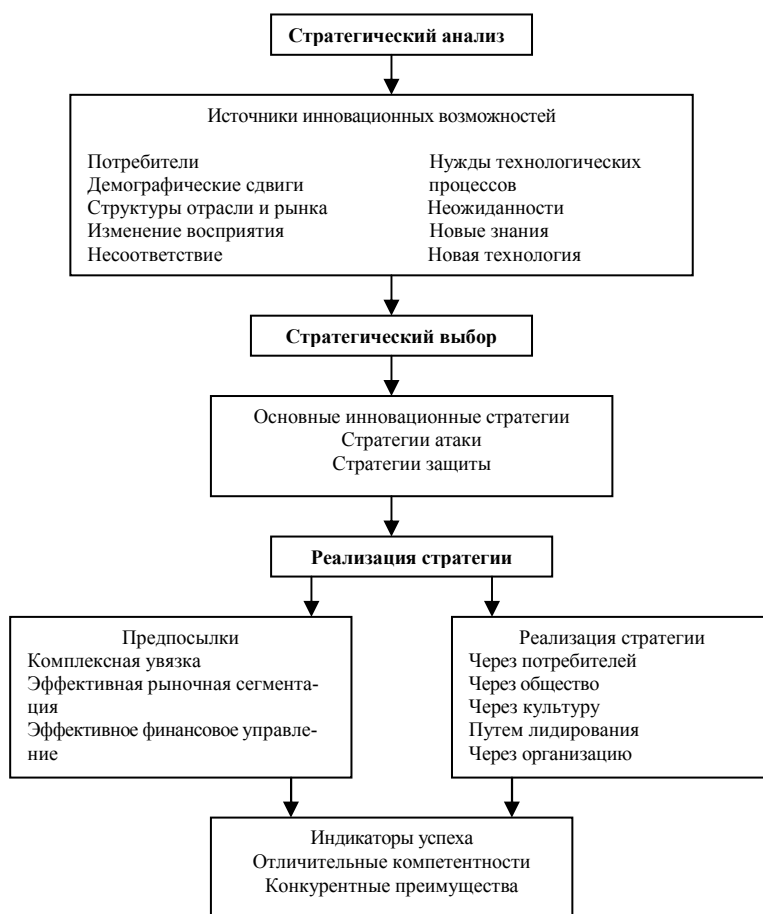 Стратегический анализ
Источники инновационных возможностей
Потребители
Демографические сдвиги
Структуры отрасли и рынка
Изменение восприятия
Несоответствие
Нужды технологических
процессов
Неожиданности
Новые знания
Новая технология
Стратегический выбор
Основные инновационные стратегии
Стратегии атаки
Стратегии защиты
Реализация стратегии
Предпосылки
Комплексная увязка
Эффективная рыночная сегмента-
ция
Эффективное финансовое управле-
ние
Реализация стратегии
Через потребителей
Через общество
Через культуру
Путем лидирования
Через организацию
Индикаторы успеха
Отличительные компетентности
Конкурентные преимущества